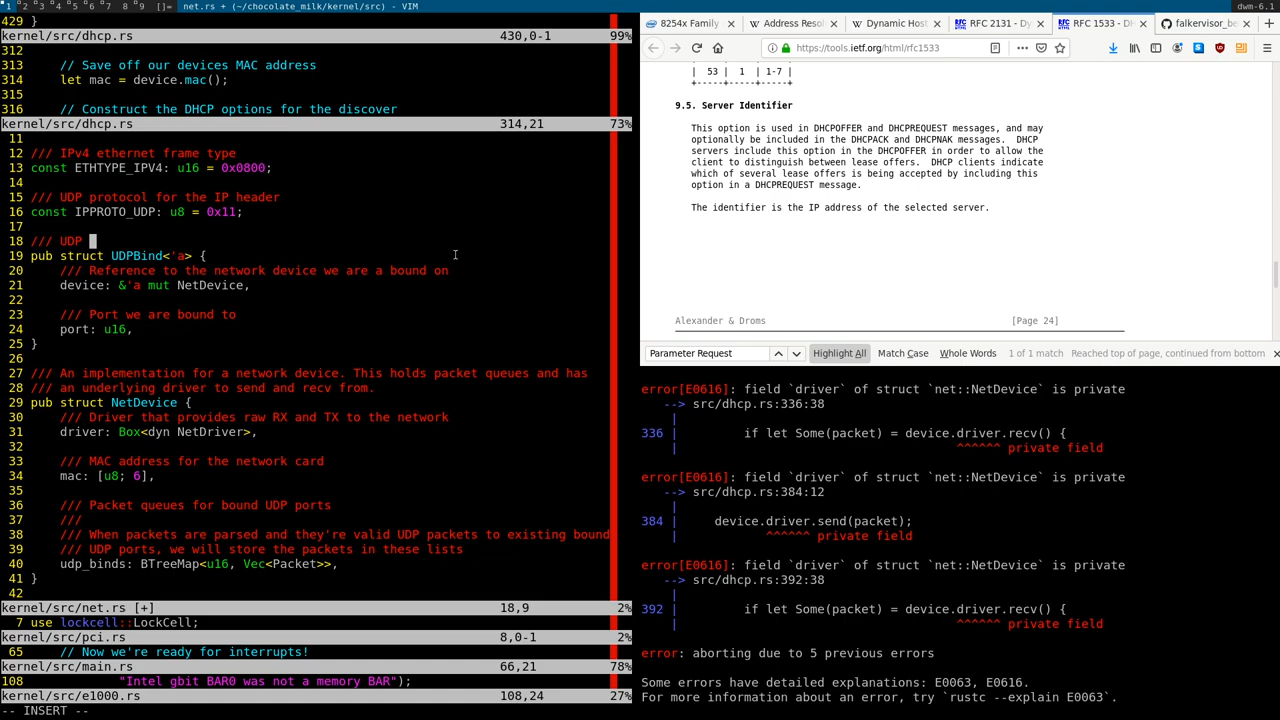 1 2 3 4 5 6 7 8 9 []= net.rs + (~/chocolate_milk/kernel/src) - VIM
dwm-6.1
429 }
kernel/src/dhcp.rs 430,0-1 99%
312
313 // Save off our devices MAC address
314 let mac = device.mac();
315
316 // Construct the DHCP options for the discover
kernel/src/dhcp.rs 314,21 73%
11
12 /// IPv4 ethernet frame type
13 const ETHTYPE_IPV4: u16 = 0x0800;
14
15 /// UDP protocol for the IP header
16 const IPPROTO_UDP: u8 = 0x11;
17
18 /// UDP
19 pub struct UDPBind<'a> {
20 /// Reference to the network device we are a bound on
21 device: &'a mut NetDevice,
22
23 /// Port we are bound to
24 port: u16,
25 }
26
27 /// An implementation for a network device. This holds packet queues and has
28 /// an underlying driver to send and recv from.
29 pub struct NetDevice {
30 /// Driver that provides raw RX and TX to the network
31 driver: Box<dyn NetDriver>,
32
33 /// MAC address for the network card
34 mac: [u8; 6],
35
36 /// Packet queues for bound UDP ports
37 ///
38 /// When packets are parsed and they're valid UDP packets to existing bound
39 /// UDP ports, we will store the packets in these lists
40 udp_binds: BTreeMap<u16, Vec<Packet>>,
41 }
42
kernel/src/net.rs [+] 18,9 2%
7 use lockcell::LockCell;
kernel/src/pci.rs 8,0-1 2%
65 // Now we're ready for interrupts!
kernel/src/main.rs 66,21 78%
108 "Intel gbit BAR0 was not a memory BAR");
kernel/src/e1000.rs 108,24 27%
-- INSERT --
8254x Family
Address Resol
Dynamic Host
RFC 2131 - Dy
RFC 1533 - DH
falkervisor_be
https://tools.ietf.org/html/rfc1533
| 53 | 1 | 1-7 |
+-----+-----+-----+
9.5. Server Identifier
This option is used in DHCPOFFER and DHCPREQUEST messages, and may
optionally be included in the DHCPACK and DHCPNAK messages. DHCP
servers include this option in the DHCPOFFER in order to allow the
client to distinguish between lease offers. DHCP clients indicate
which of several lease offers is being accepted by including this
option in a DHCPREQUEST message.
The identifier is the IP address of the selected server.
Alexander & Droms [Page 24]
Parameter Request
Highlight All Match Case Whole Words 1 of 1 match Reached top of page, continued from bottom
error[E0616]: field `driver` of struct `net::NetDevice` is private
--> src/dhcp.rs:336:38
|
336 | if let Some(packet) = device.driver.recv() {
| ^^^^^^ private field
error[E0616]: field `driver` of struct `net::NetDevice` is private
--> src/dhcp.rs:384:12
|
521 | device.driver.send(packet);
| ^^^^^^ private field
error[E0616]: field `driver` of struct `net::NetDevice` is private
--> src/dhcp.rs:392:38
|
392 | if let Some(packet) = device.driver.recv() {
| ^^^^^^ private field
error: aborting due to 5 previous errors
Some errors have detailed explanations: E0063, E0616.
For more information about an error, try `rustc --explain E0063`.